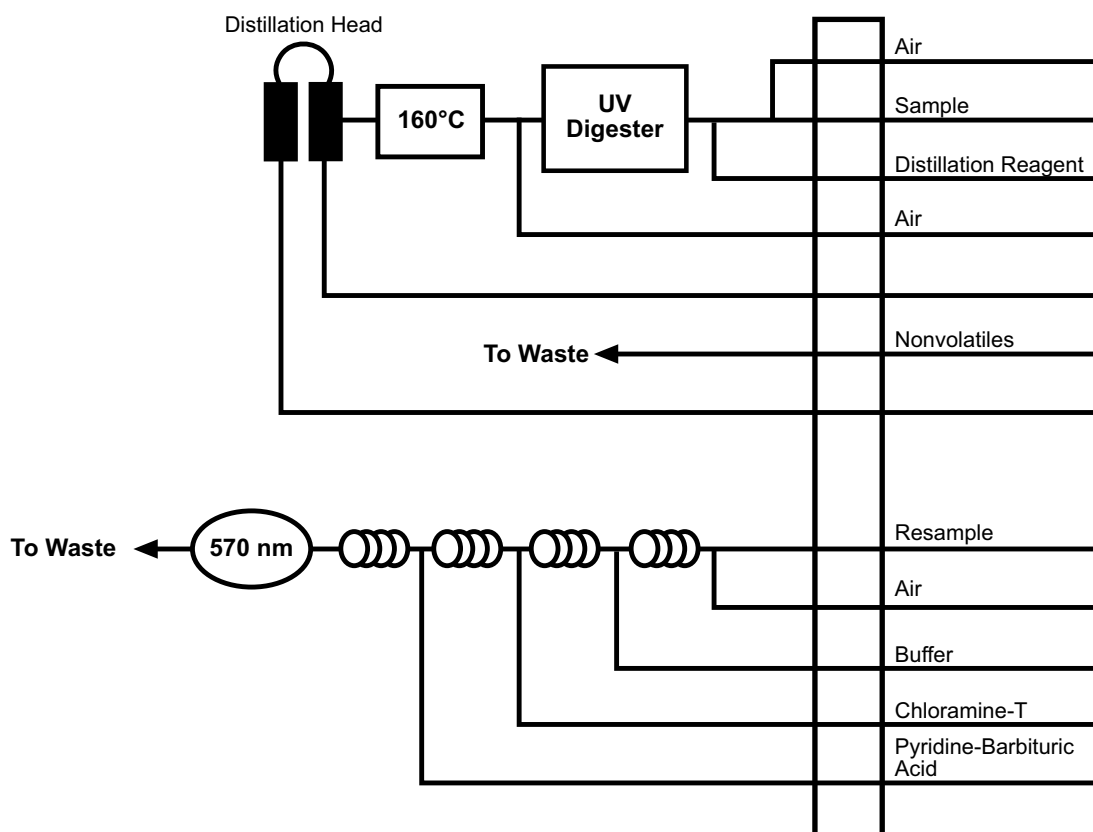 Distillation Head
Air
160°C
UV
Digester
Sample
Distillation Reagent
Air
To Waste
Nonvolatiles
To Waste
570 nm
Resample
Air
Buffer
Chloramine-T
Pyridine-Barbituric
Acid